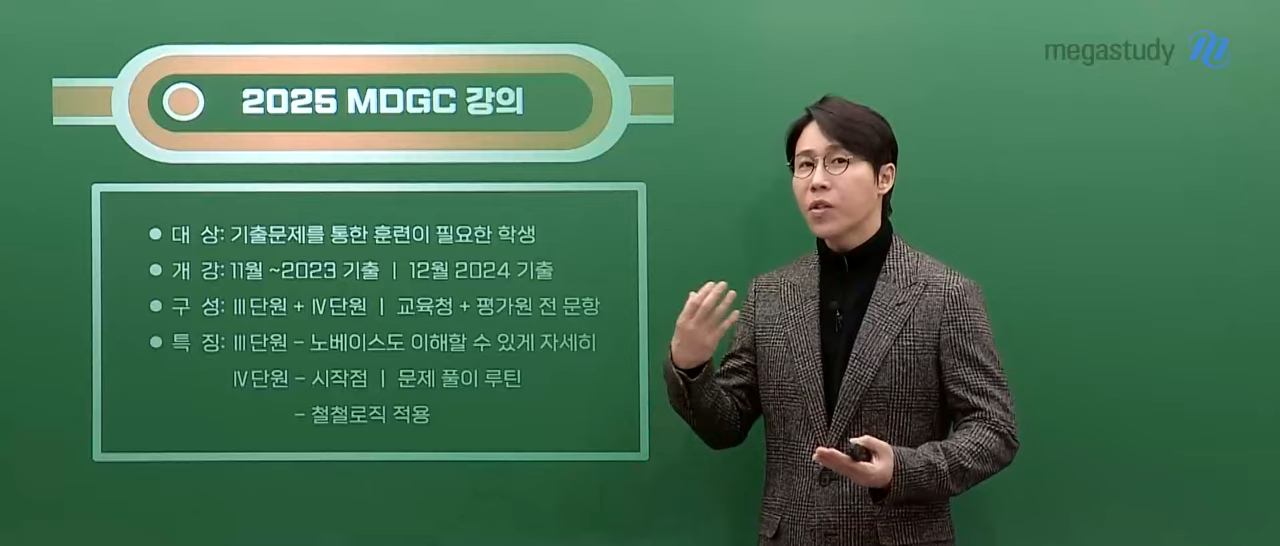 megastudy M
2025 MDGC 강의
● 대 상: 기출문제를 통한 훈련이 필요한 학생
● 개 강: 11월 ~2023 기출 | 12월 2024 기출
● 구 성: Ⅲ단원 + Ⅳ단원 | 교육청 + 평가원 전 문항
● 특 징: Ⅲ단원 - 노베이스도 이해할 수 있게 자세히
Ⅳ단원 - 시작점 | 문제 풀이 루틴
- 철철로직 적용